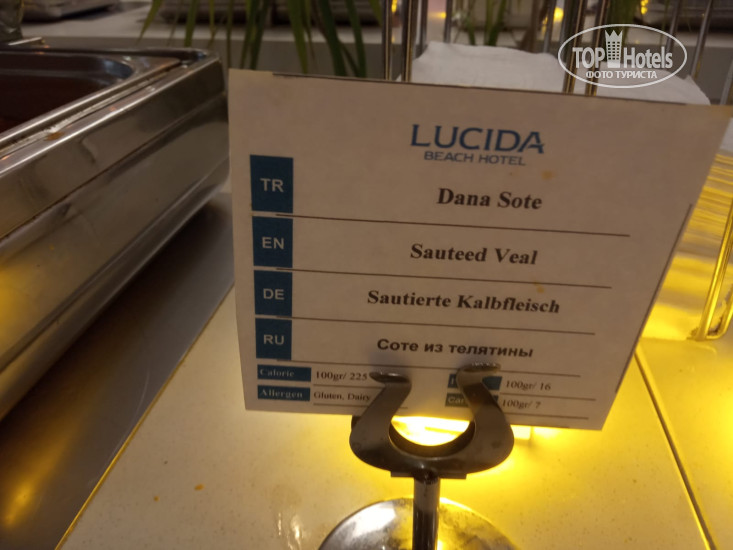 TOP Hotels
ФОТО ТУРИСТА
LUCIDA
BEACH HOTEL
TR Dana Sote
EN Sauteed Veal
DE Sautierte Kalbfleisch
RU Соте из телятины
Calorie 100gr/ 225 100gr/ 16
Allergen Gluten, Dairy 100gr/ 7